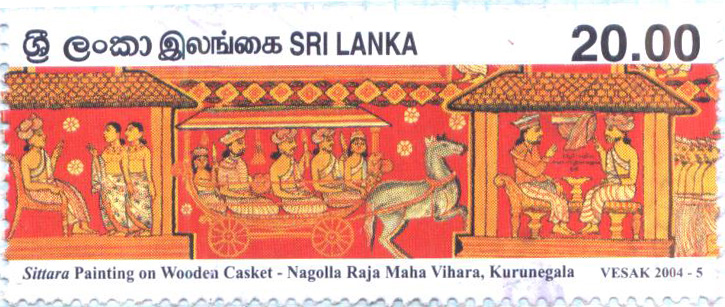 ශ්‍රී ලංකා இலங்கை SRI LANKA 20.00
Sittara Painting on Wooden Casket - Nagolla Raja Maha Vihara, Kurunegala VESAK 2004 - 5